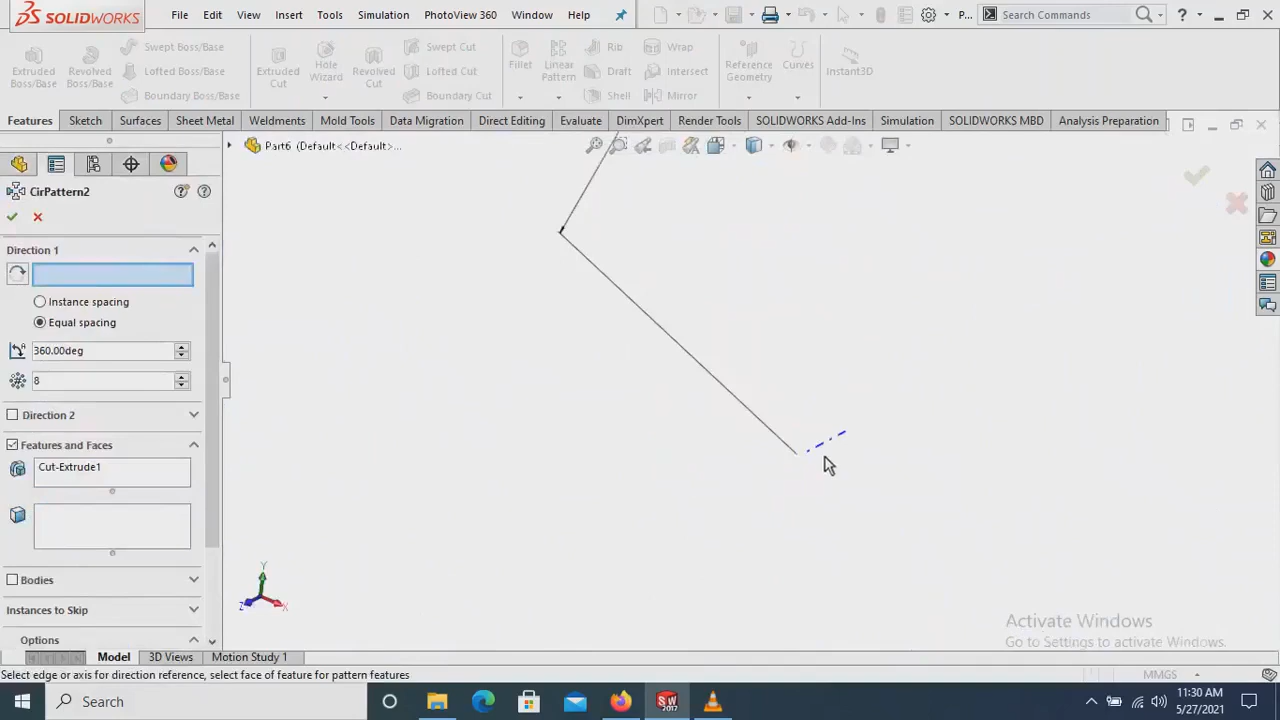 SOLIDWORKS File Edit View Insert Tools Simulation PhotoView 360 Window Help P... Search Commands ?
Extruded Boss/Base
Revolved Boss/Base
Swept Boss/Base
Lofted Boss/Base
Boundary Boss/Base
Extruded Cut
Hole Wizard
Revolved Cut
Swept Cut
Lofted Cut
Boundary Cut
Fillet
Linear Pattern
Rib
Draft
Shell
Wrap
Intersect
Mirror
Reference Geometry
Curves
Instant3D
Features Sketch Surfaces Sheet Metal Weldments Mold Tools Data Migration Direct Editing Evaluate DimXpert Render Tools SOLIDWORKS Add-Ins Simulation SOLIDWORKS MBD Analysis Preparation
Part6 (Default<<Default>...
CirPattern2
Direction 1
Instance spacing
Equal spacing
360.00deg
8
Direction 2
Features and Faces
Cut-Extrude1
Bodies
Instances to Skip
Options
Y
Z
X
Activate Windows
Go to Settings to activate Windows.
Model 3D Views Motion Study 1
Select edge or axis for direction reference, select face of feature for pattern features MMGS
Search SW 2017 11:30 AM
5/27/2021